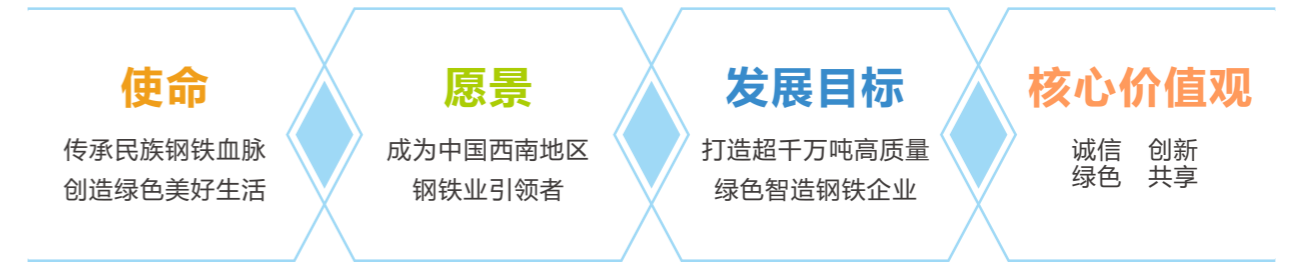 使命
传承民族钢铁血脉
创造绿色美好生活
愿景
成为中国西南地区
钢铁业引领者
发展目标
打造超千万吨高质量
绿色智造钢铁企业
核心价值观
诚信 创新
绿色 共享